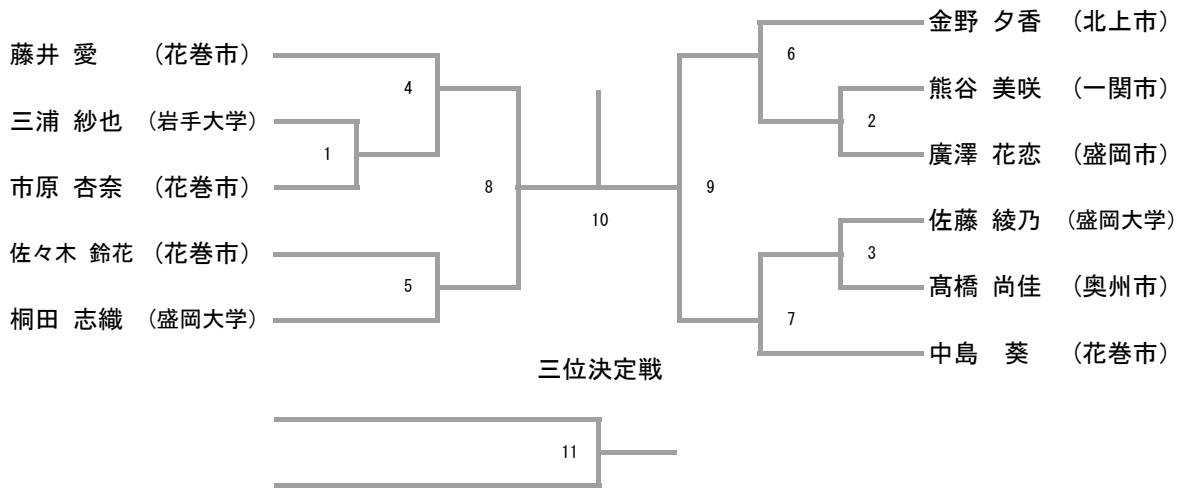 藤井 愛 （花巻市）
4
三浦 紗也 （岩手大学）
1
市原 杏奈 （花巻市）
8
佐々木 鈴花 （花巻市）
5
桐田 志織 （盛岡大学）
10
金野 夕香 （北上市）
6
熊谷 美咲 （一関市）
2
廣澤 花恋 （盛岡市）
9
佐藤 綾乃 （盛岡大学）
3
髙橋 尚佳 （奥州市）
7
中島 葵 （花巻市）
三位決定戦
11